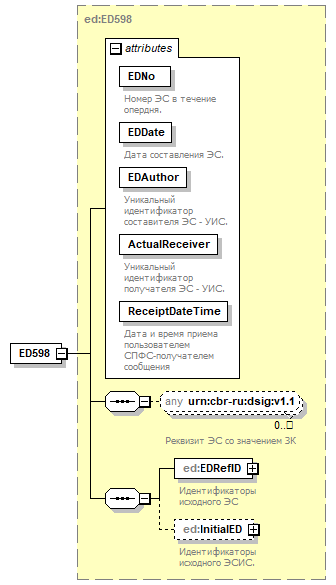 ed:ED598
attributes
EDNo
Номер ЭС в течение
опердня.
EDDate
Дата составления ЭС.
EDAuthor
Уникальный
идентификатор
составителя ЭС - УИС.
ActualReceiver
Уникальный
идентификатор
получателя ЭС - УИС.
ReceiptDateTime
Дата и время приема
пользователем
СПФС-получателем
сообщения
ED598
any urn:cbr-ru:dsig:v1.1
0..□
Реквизит ЭС со значением ЗК
ed:EDRefID
Идентификаторы
исходного ЭС
ed:InitialED
Идентификаторы
исходного ЭСИС.